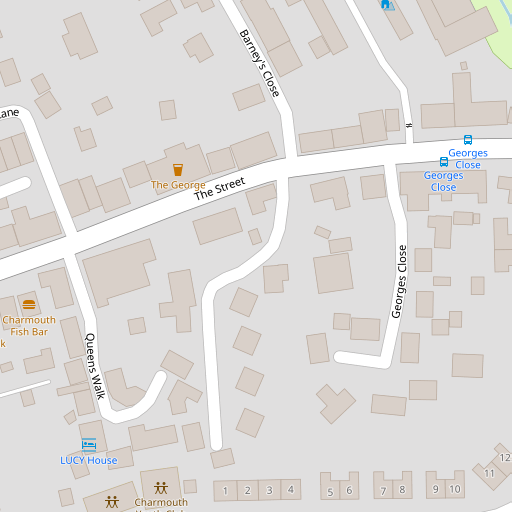 Barney's Close
Lane
Georges
Close
Georges
Close
The George
The Street
Georges Close
Charmouth
Fish Bar
k
Queens Walk
LUCY House
Charmouth
1
2
3
4
5
6
7
8
9
10
11
12